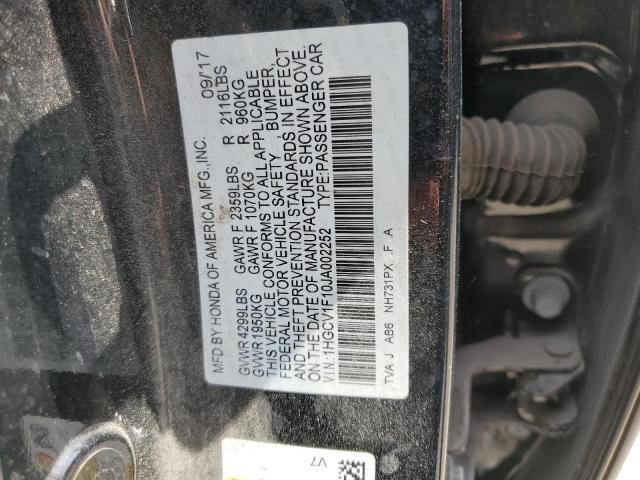 MFD BY HONDA OF AMERICA MFG.,INC. 09/17
GVWR 4299LBS GAWR F 2359LBS R 2116LBS
GVWR 1950KG GAWR F 1070KG R 960KG
THIS VEHICLE CONFORMS TO ALL APPLICABLE
FEDERAL MOTOR VEHICLE SAFETY, BUMPER,
AND THEFT PREVENTION STANDARDS IN EFFECT
ON THE DATE OF MANUFACTURE SHOWN ABOVE.
VIN:1HGCV1F10JA002252 TYPE:PASSENGER CAR
TVA J AB6 NH731PX .F A
V7